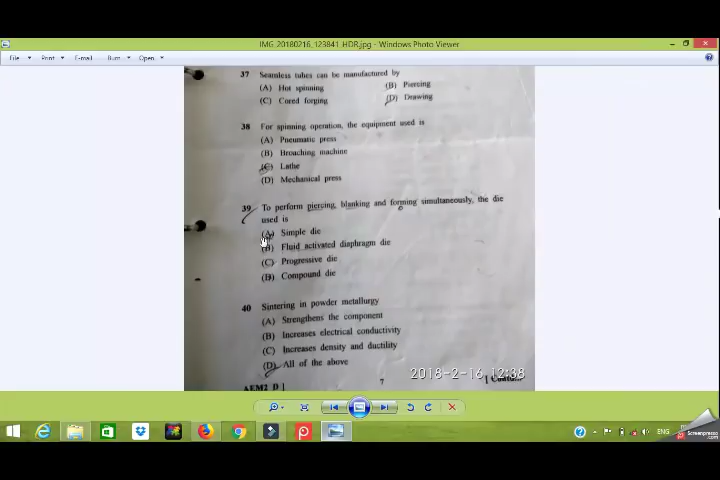 IMG_20180216_123841_HDR.jpg - Windows Photo Viewer
File Print E-mail Burn Open
37 Seamless tubes can be manufactured by
(A) Hot spinning (B) Piercing
(C) Cored forging (D) Drawing
38 For spinning operation, the equipment used is
(A) Pneumatic press
(B) Broaching machine
(C) Lathe
(D) Mechanical press
39 To perform piercing, blanking and forming simultaneously, the die
used is
(A) Simple die
(B) Fluid activated diaphragm die
(C) Progressive die
(D) Compound die
40 Sintering in powder metallurgy
(A) Strengthens the component
(B) Increases electrical conductivity
(C) Increases density and ductility
(D) All of the above
2018-2-16 12:38
AEM2_D ] 7 [ Contd...
ENG
Screenpresso
.com